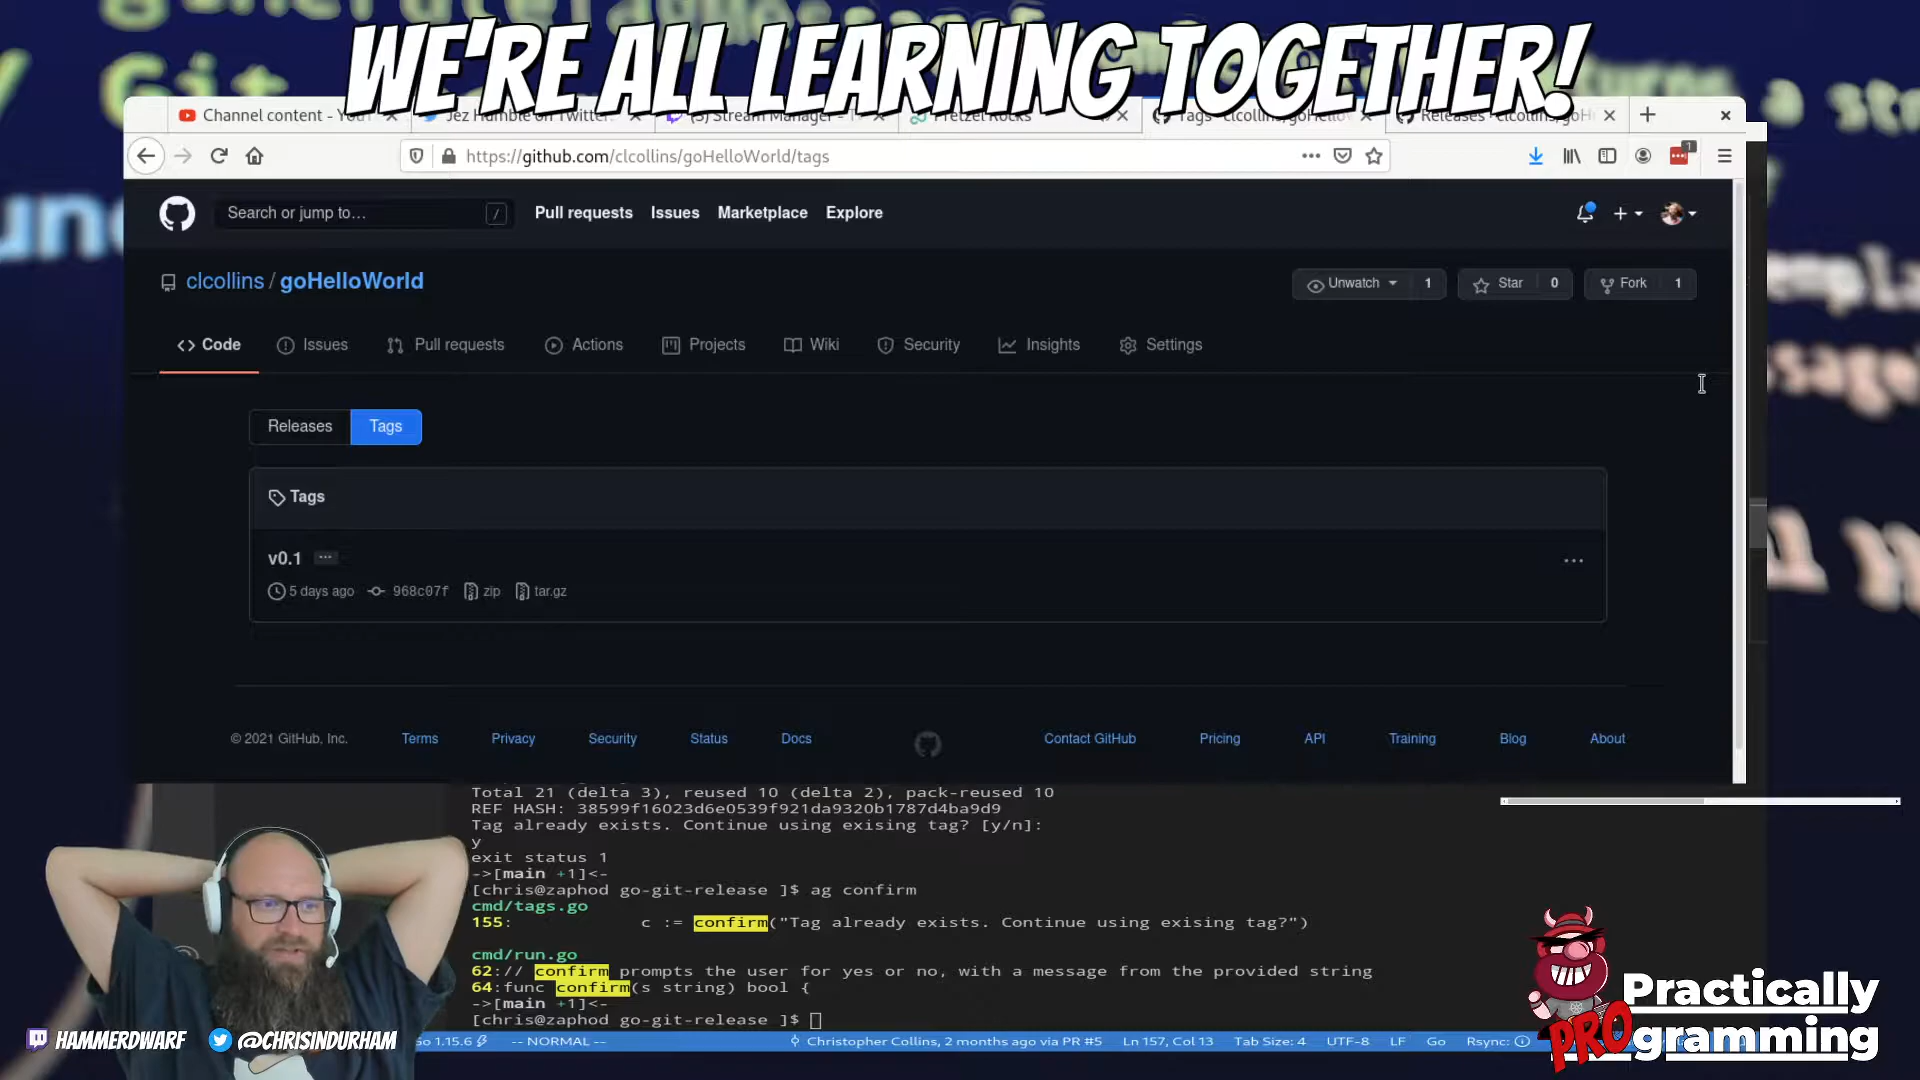 WE'RE ALL LEARNING TOGETHER!
Channel content - You
Jez Humble on Twitter:
(3) Stream Manager - T
Pretzel Rocks
Tags · clcollins/goHello
Releases · clcollins/goH
https://github.com/clcollins/goHelloWorld/tags
1
Search or jump to…
/
Pull requests
Issues
Marketplace
Explore
clcollins / goHelloWorld
Unwatch
1
Star
0
Fork
1
Code
Issues
Pull requests
Actions
Projects
Wiki
Security
Insights
Settings
Releases
Tags
Tags
v0.1
5 days ago
968c07f
zip
tar.gz
© 2021 GitHub, Inc.
Terms
Privacy
Security
Status
Docs
Contact GitHub
Pricing
API
Training
Blog
About
Total 21 (delta 3), reused 10 (delta 2), pack-reused 10
REF HASH: 38599f16023d6e0539f921da9320b1787d4ba9d9
Tag already exists. Continue using exising tag? [y/n]:
y
exit status 1
->[main +1]<-
[chris@zaphod go-git-release ]$ ag confirm
cmd/tags.go
155: c := confirm("Tag already exists. Continue using exising tag?")
cmd/run.go
62:// confirm prompts the user for yes or no, with a message from the provided string
64:func confirm(s string) bool {
->[main +1]<-
[chris@zaphod go-git-release ]$
Go 1.15.6
-- NORMAL --
Christopher Collins, 2 months ago via PR #5
Ln 157, Col 13
Tab Size: 4
UTF-8
LF
Go
Rsync:
HAMMERDWARF
@CHRISINDURHAM
Practically
PROgramming